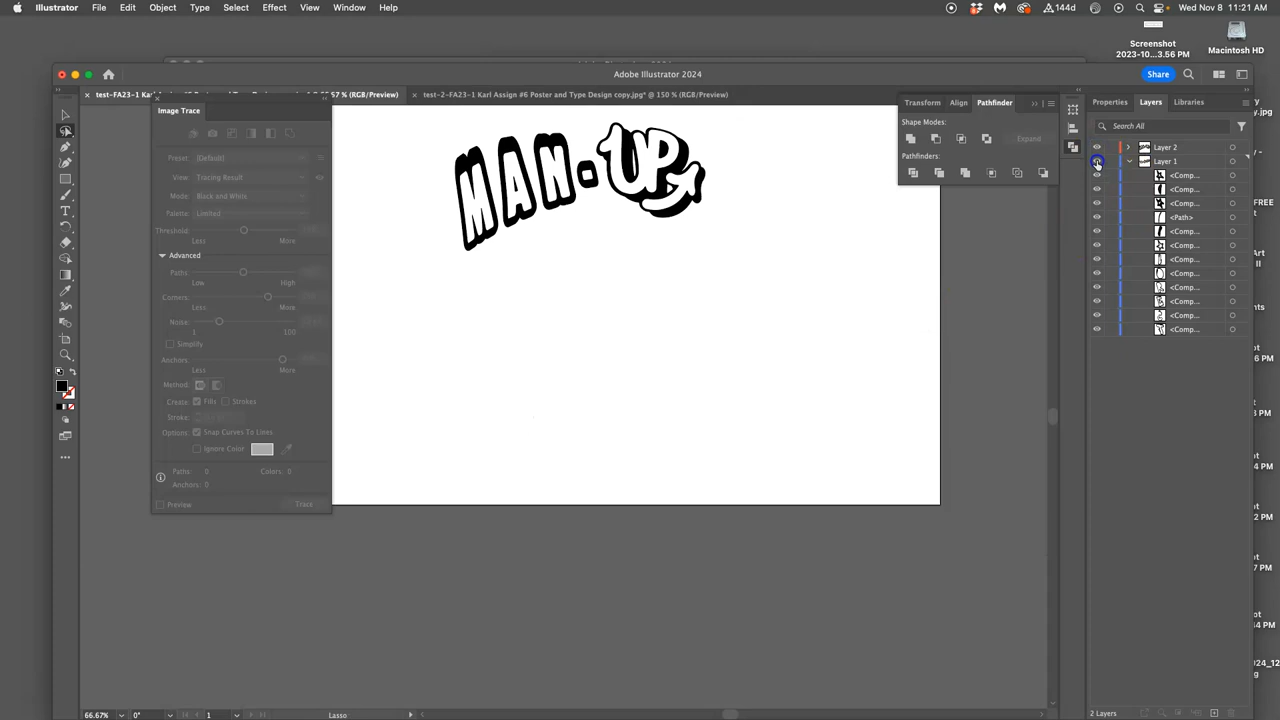 Illustrator File Edit Object Type Select Effect View Window Help
144d
Wed Nov 8 11:21 AM
Screenshot
2023-10...3.56 PM
Macintosh HD
Adobe Illustrator 2024
Share
× test-2-FA23-1 Karl Assign #6 Poster and Type Design copy.jpg* @ 150 % (RGB/Preview)
Image Trace
Preset: [Default]
View: Tracing Result
Mode: Black and White
Palette: Limited
Threshold:
Less More
Advanced
Paths:
Low High
Corners:
Less More
Noise:
1 100
Simplify
Anchors:
Less More
Method:
Create: Fills Strokes
Stroke:
Options: Snap Curves To Lines
Ignore Color
Paths: 0 Colors: 0
Anchors: 0
Preview Trace
MAN-UP
Transform Align Pathfinder
Shape Modes:
Expand
Pathfinders:
Properties Layers Libraries
Search All
Layer 2
Layer 1
<Comp...
<Comp...
<Comp...
<Path>
<Comp...
<Comp...
<Comp...
<Comp...
<Comp...
<Comp...
<Comp...
<Comp...
2 Layers
66.67% 0° 1 Lasso